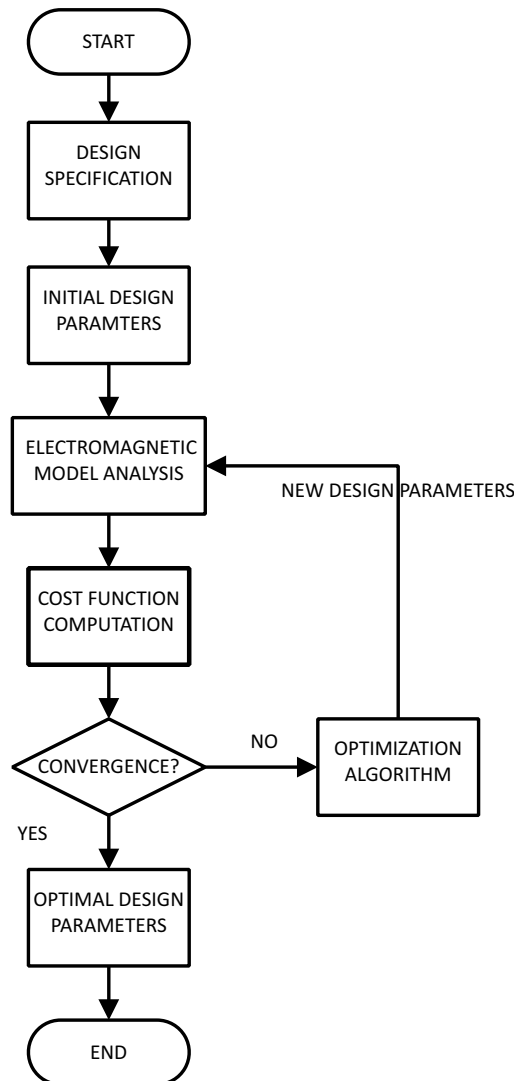 START
DESIGN
SPECIFICATION
INITIAL DESIGN
PARAMTERS
ELECTROMAGNETIC
MODEL ANALYSIS
NEW DESIGN PARAMETERS
COST FUNCTION
COMPUTATION
CONVERGENCE?
NO
OPTIMIZATION
ALGORITHM
YES
OPTIMAL DESIGN
PARAMETERS
END